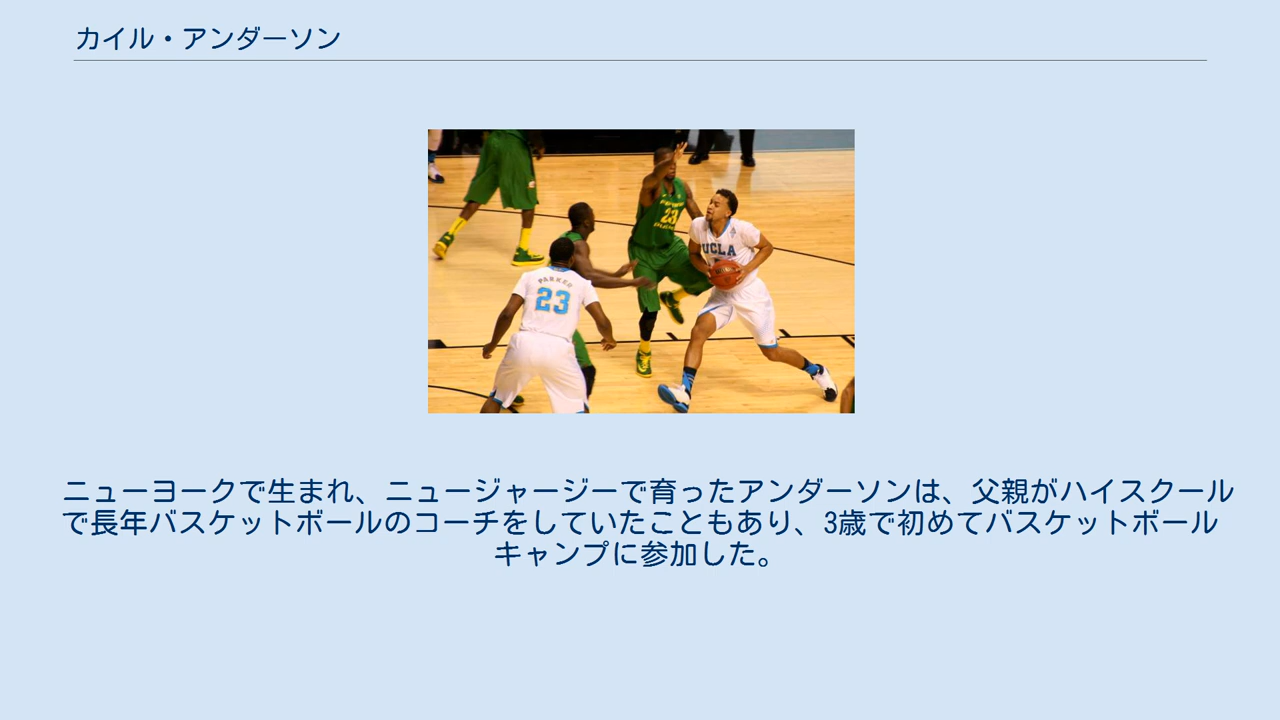 カイル・アンダーソン
UCLA
23
PARKER
23
ニューヨークで生まれ、ニュージャージーで育ったアンダーソンは、父親がハイスクール
で長年バスケットボールのコーチをしていたこともあり、3歳で初めてバスケットボール
キャンプに参加した。